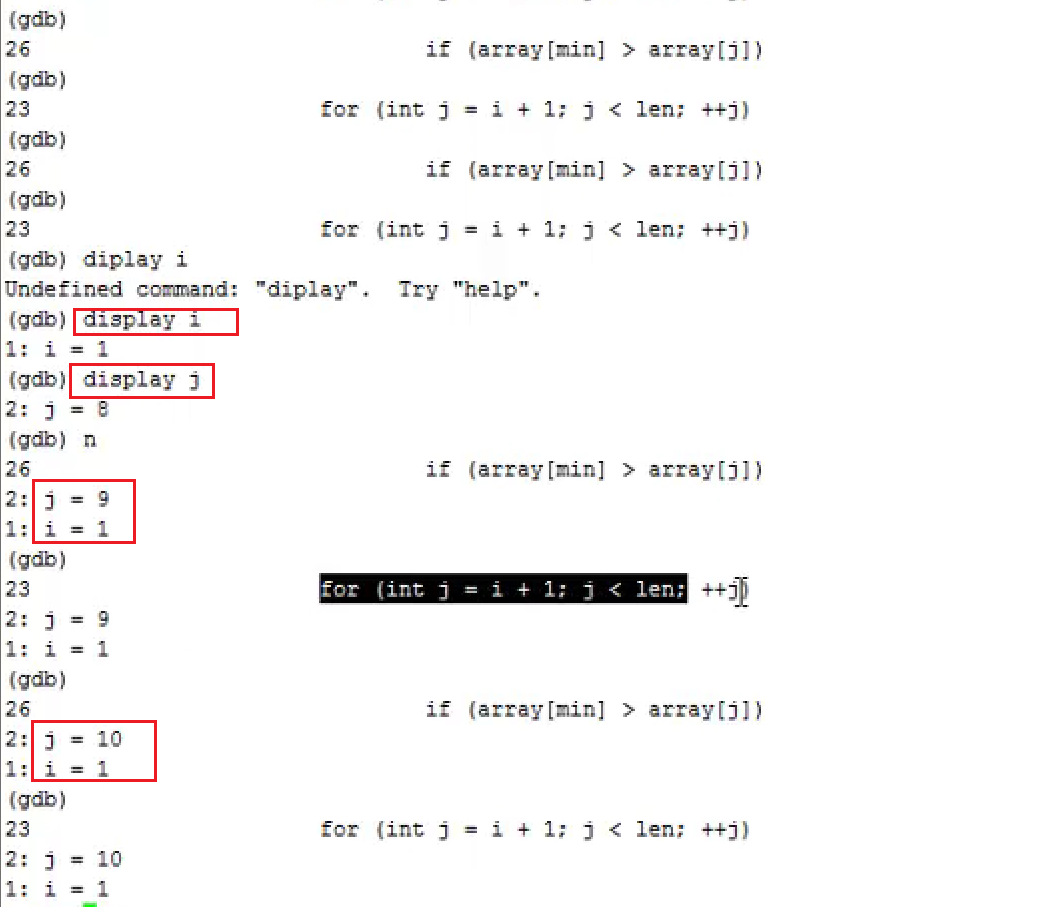 (gdb)
26 if (array[min] > array[j])
(gdb)
23 for (int j = i + 1; j < len; ++j)
(gdb)
26 if (array[min] > array[j])
(gdb)
23 for (int j = i + 1; j < len; ++j)
(gdb) diplay i
Undefined command: "diplay".  Try "help".
(gdb) display i
1: i = 1
(gdb) display j
2: j = 8
(gdb) n
26 if (array[min] > array[j])
2: j = 9
1: i = 1
(gdb)
23 for (int j = i + 1; j < len; ++j)
2: j = 9
1: i = 1
(gdb)
26 if (array[min] > array[j])
2: j = 10
1: i = 1
(gdb)
23 for (int j = i + 1; j < len; ++j)
2: j = 10
1: i = 1